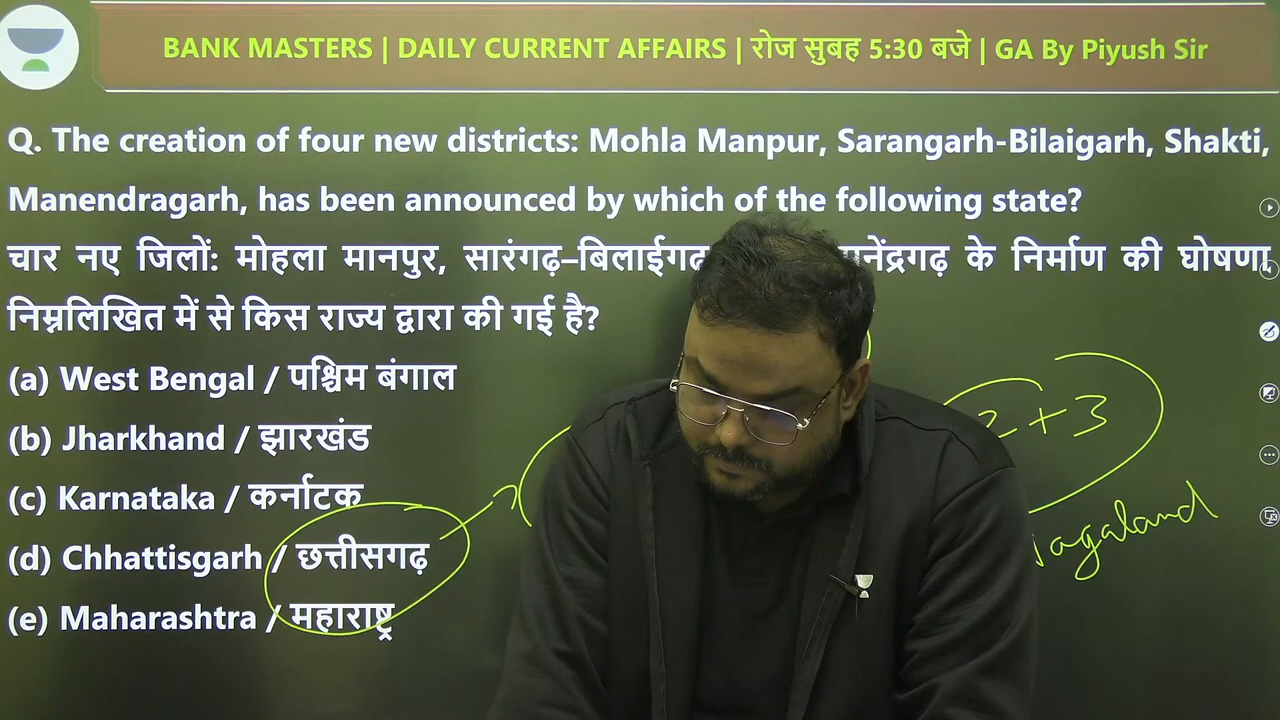 BANK MASTERS | DAILY CURRENT AFFAIRS | रोज सुबह 5:30 बजे | GA By Piyush Sir
Q. The creation of four new districts: Mohla Manpur, Sarangarh-Bilaigarh, Shakti,
Manendragarh, has been announced by which of the following state?
चार नए जिलों: मोहला मानपुर, सारंगढ़–बिलाईगढ़ के निर्माण की घोषणा
निम्नलिखित में से किस राज्य द्वारा की गई है?
(a) West Bengal / पश्चिम बंगाल
(b) Jharkhand / झारखंड
2+3
(c) Karnataka / कर्नाटक
(d) Chhattisgarh / छत्तीसगढ़
(e) Maharashtra / महाराष्ट्र